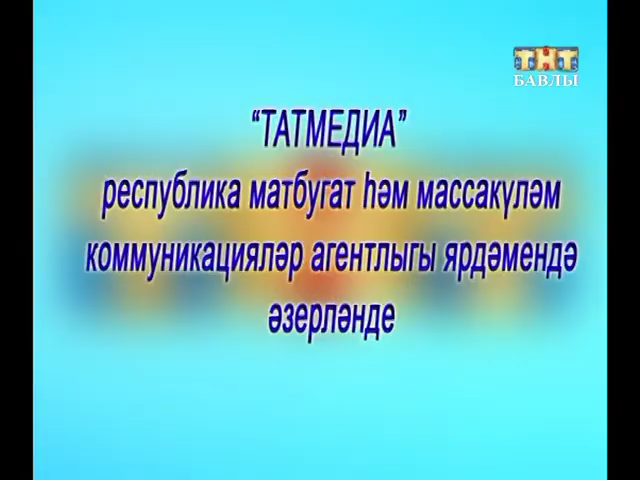 ТНТ
БАВЛЫ
“ТАТМЕДИА”
республика матбугат һәм массакүләм
коммуникацияләр агентлыгы ярдәмендә
әзерләнде